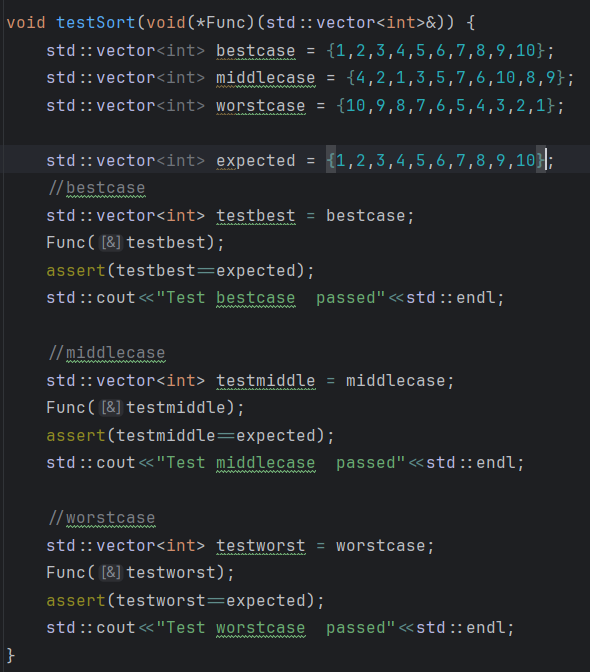 void testSort(void(*Func)(std::vector<int>&)) {
    std::vector<int> bestcase = {1,2,3,4,5,6,7,8,9,10};
    std::vector<int> middlecase = {4,2,1,3,5,7,6,10,8,9};
    std::vector<int> worstcase = {10,9,8,7,6,5,4,3,2,1};

    std::vector<int> expected = {1,2,3,4,5,6,7,8,9,10};
    //bestcase
    std::vector<int> testbest = bestcase;
    Func([&]testbest);
    assert(testbest==expected);
    std::cout<<"Test bestcase  passed"<<std::endl;

    //middlecase
    std::vector<int> testmiddle = middlecase;
    Func([&]testmiddle);
    assert(testmiddle==expected);
    std::cout<<"Test middlecase  passed"<<std::endl;

    //worstcase
    std::vector<int> testworst = worstcase;
    Func([&]testworst);
    assert(testworst==expected);
    std::cout<<"Test worstcase  passed"<<std::endl;
}